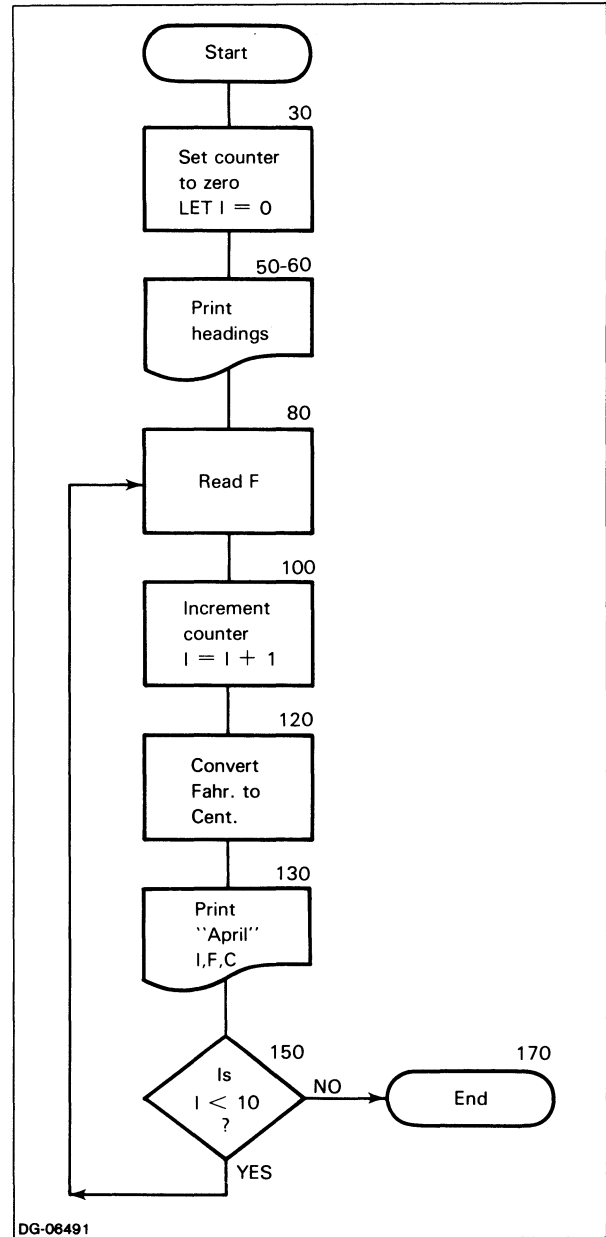 Start
30
Set counter
to zero
LET I = 0
50-60
Print
headings
80
Read F
100
Increment
counter
I = I + 1
120
Convert
Fahr. to
Cent.
130
Print
``April''
I,F,C
150
Is
I < 10
?
NO
170
End
YES
DG-06491